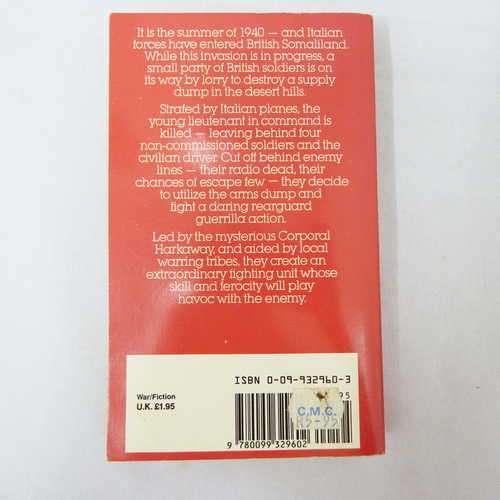 It is the summer of 1940 — and Italian
forces have entered British Somaliland.
While this invasion is in progress, a
small party of British soldiers is on
its way by lorry to destroy a supply
dump in the desert hills.
Strafed by Italian planes, the
young lieutenant in command is
killed — leaving behind four
non-commissioned soldiers and the
civilian driver. Cut off behind enemy
lines — their radio dead, their
chances of escape few — they decide
to utilize the arms dump and
fight a daring rearguard
guerrilla action.
Led by the mysterious Corporal
Harkaway, and aided by local
warring tribes, they create an
extraordinary fighting unit whose
skill and ferocity will play
havoc with the enemy.
War/Fiction
U.K. £1.95
ISBN 0-09-932960-3
C.M.C.
R5-95
9 780099 329602